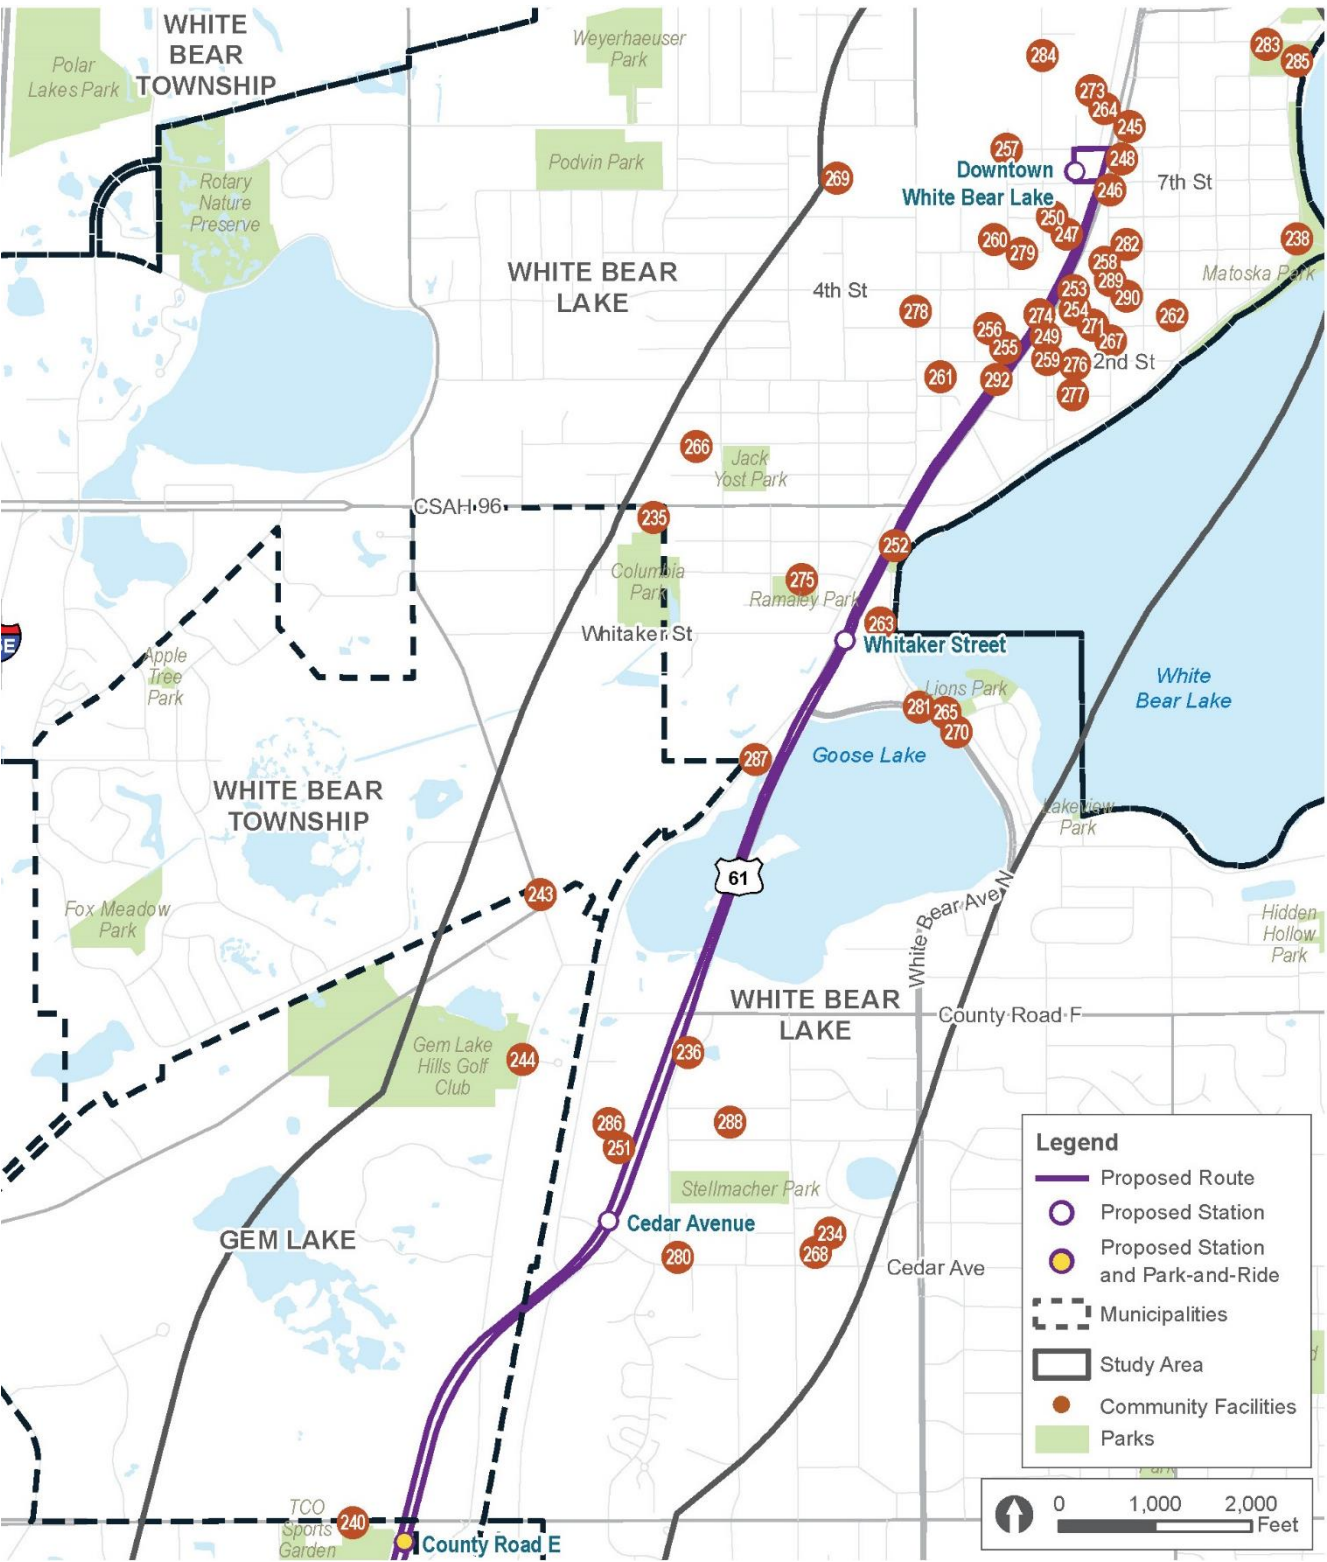 WHITE
BEAR
TOWNSHIP
Polar
Lakes Park
Weyerhaeuser
Park
284
283
285
273
264
245
Podvin Park
257
248
Downtown
White Bear Lake
269
246
7th St
Rotary
Nature
Preserve
250
247
260
279
282
238
258
Matoska Park
WHITE BEAR
LAKE
4th St
289
253
290
278
274
254
262
256
271
249
267
255
259
276
2nd St
261
292
277
266
Jack
Yost Park
CSAH 96
235
252
Columbia
Park
275
Ramaley Park
263
Whitaker St
Whitaker Street
E
Apple
Tree
Park
White
Bear Lake
Lions Park
281
265
270
287
Goose Lake
WHITE BEAR
TOWNSHIP
Lakeview
Park
61
243
White Bear Ave N
Fox Meadow
Park
Hidden
Hollow
Park
WHITE BEAR
LAKE
County Road F
Gem Lake
Hills Golf
Club
244
236
286
288
251
Stellmacher Park
GEM LAKE
Cedar Avenue
234
268
280
Cedar Ave
Legend
Proposed Route
Proposed Station
Proposed Station
and Park-and-Ride
Municipalities
Study Area
Community Facilities
Parks
d
Park
TCO
Sports
Garden
240
County Road E
0 1,000 2,000
Feet